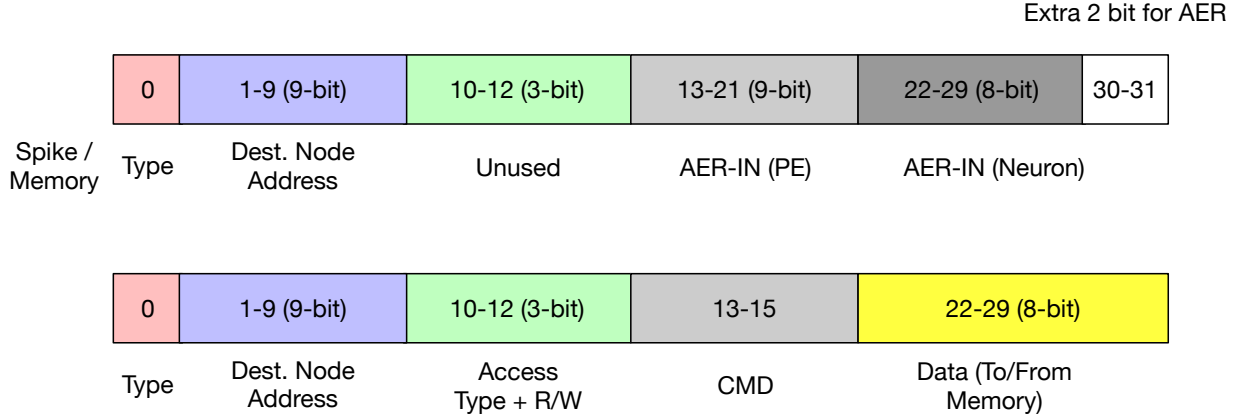 Extra 2 bit for AER
0
1-9 (9-bit)
10-12 (3-bit)
13-21 (9-bit)
22-29 (8-bit)
30-31
Spike /
Memory
Type
Dest. Node
Address
Unused
AER-IN (PE)
AER-IN (Neuron)
0
1-9 (9-bit)
10-12 (3-bit)
13-15
22-29 (8-bit)
Type
Dest. Node
Address
Access
Type + R/W
CMD
Data (To/From
Memory)